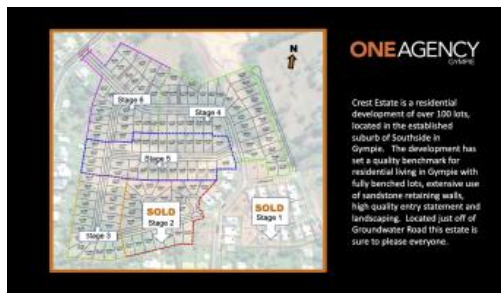 N
ONEAGENCY
GYMPIE
Stage 6
Stage 4
Stage 5
SOLD
Stage 2
SOLD
Stage 1
Stage 3
Crest Estate is a residential
development of over 100 lots,
located in the established
suburb of Southside in
Gympie. The development has
set a quality benchmark for
residential living in Gympie with
fully benched lots, extensive use
of sandstone retaining walls,
high quality entry statement and
landscaping. Located just off of
Groundwater Road this estate is
sure to please everyone.